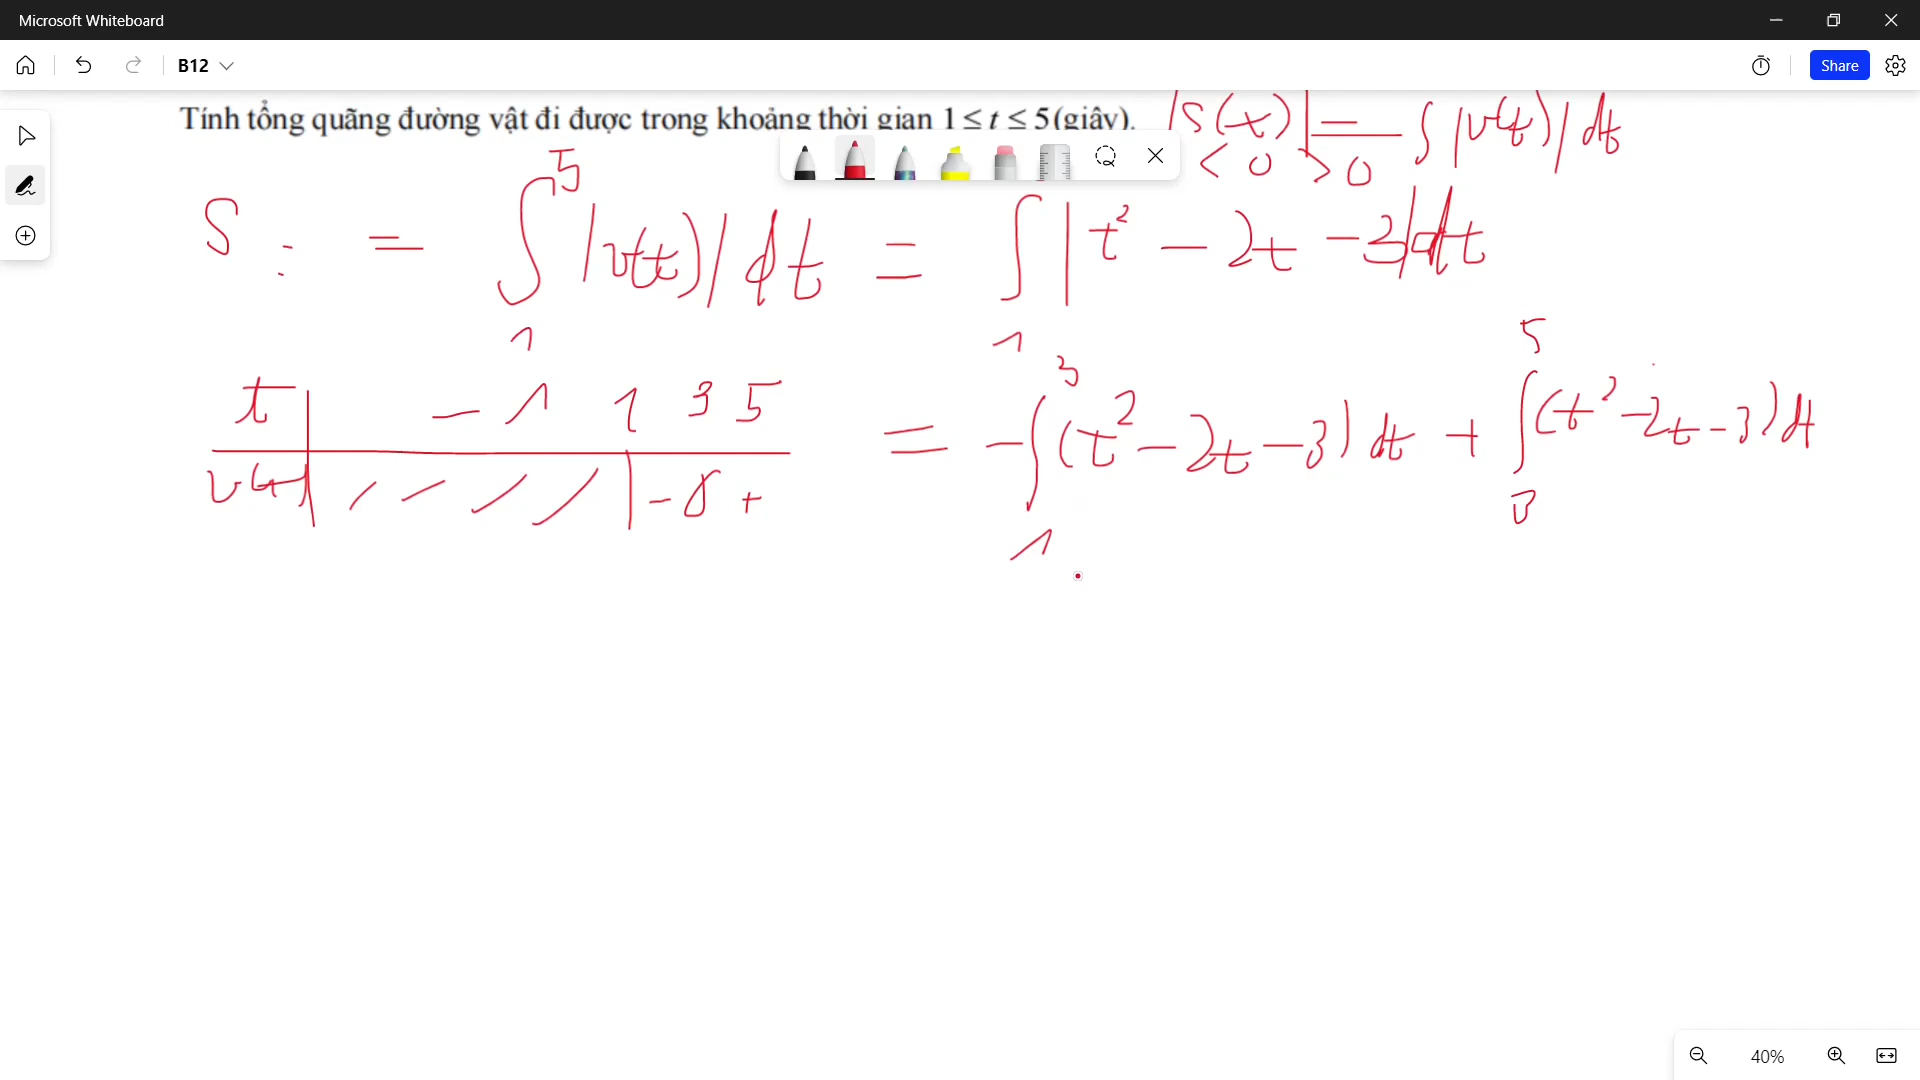 Microsoft Whiteboard
B12
Share
Tính tổng quãng đường vật đi được trong khoảng thời gian 1 ≤ t ≤ 5 (giây).
|S(x)| = ∫ |v(t)| dt
< 0 > 0
S : = ∫₁⁵ |v(t)| dt = ∫₁ |t² - 2t - 3| dt
t | -1 1 3 5
v(t) | / / / / | - 0 +
= - ∫₁³ (t² - 2t - 3) dt + ∫₃⁵ (t² - 2t - 3) dt
40%